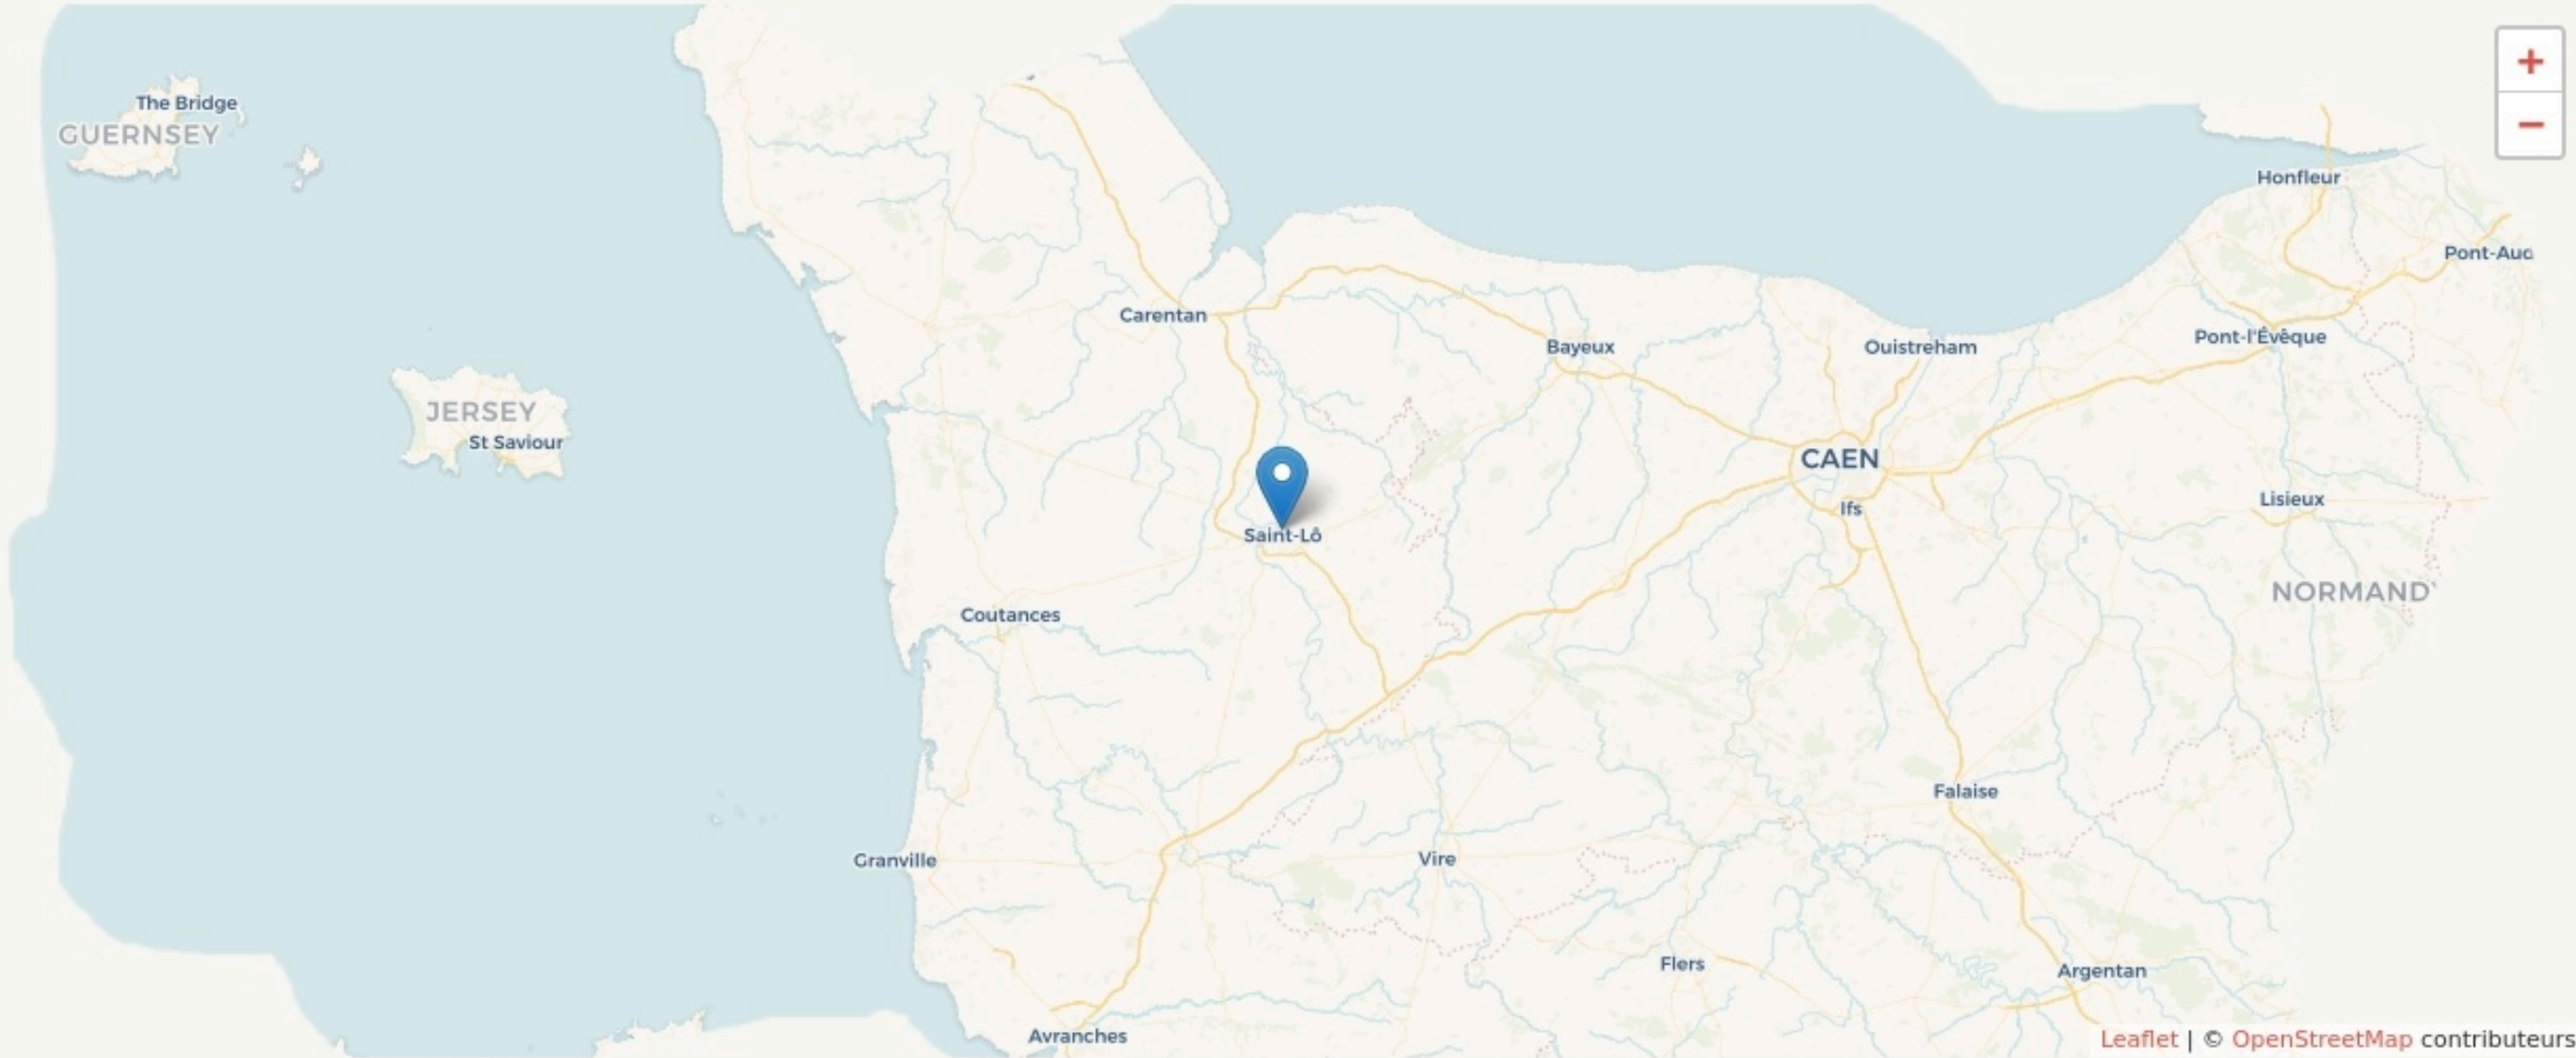 The Bridge
GUERNSEY
+
−
Honfleur
Pont-Aud
Carentan
Bayeux
Ouistreham
Pont-l'Évêque
JERSEY
St Saviour
CAEN
Ifs
Lisieux
Saint-Lô
NORMAND
Coutances
Falaise
Granville
Vire
Flers
Argentan
Avranches
Leaflet | © OpenStreetMap contributeurs